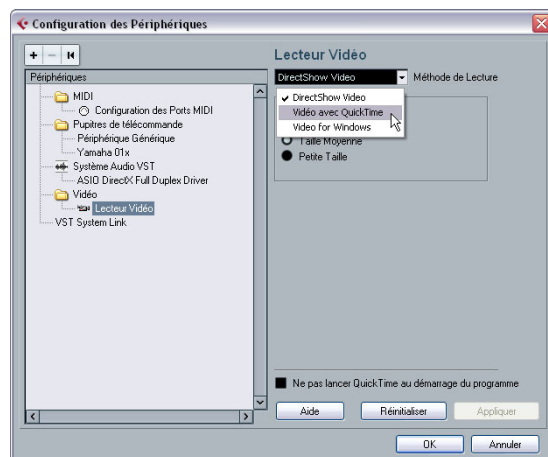 Configuration des Périphériques
Périphériques
MIDI
Configuration des Ports MIDI
Pupitres de télécommande
Périphérique Générique
Yamaha 01x
Système Audio VST
ASIO DirectX Full Duplex Driver
Vidéo
Lecteur Vidéo
VST System Link
Lecteur Vidéo
DirectShow Video
Méthode de Lecture
DirectShow Video
Vidéo avec QuickTime
Video for Windows
Taille Moyenne
Petite Taille
Ne pas lancer QuickTime au démarrage du programme
Aide
Réinitialiser
Appliquer
OK
Annuler